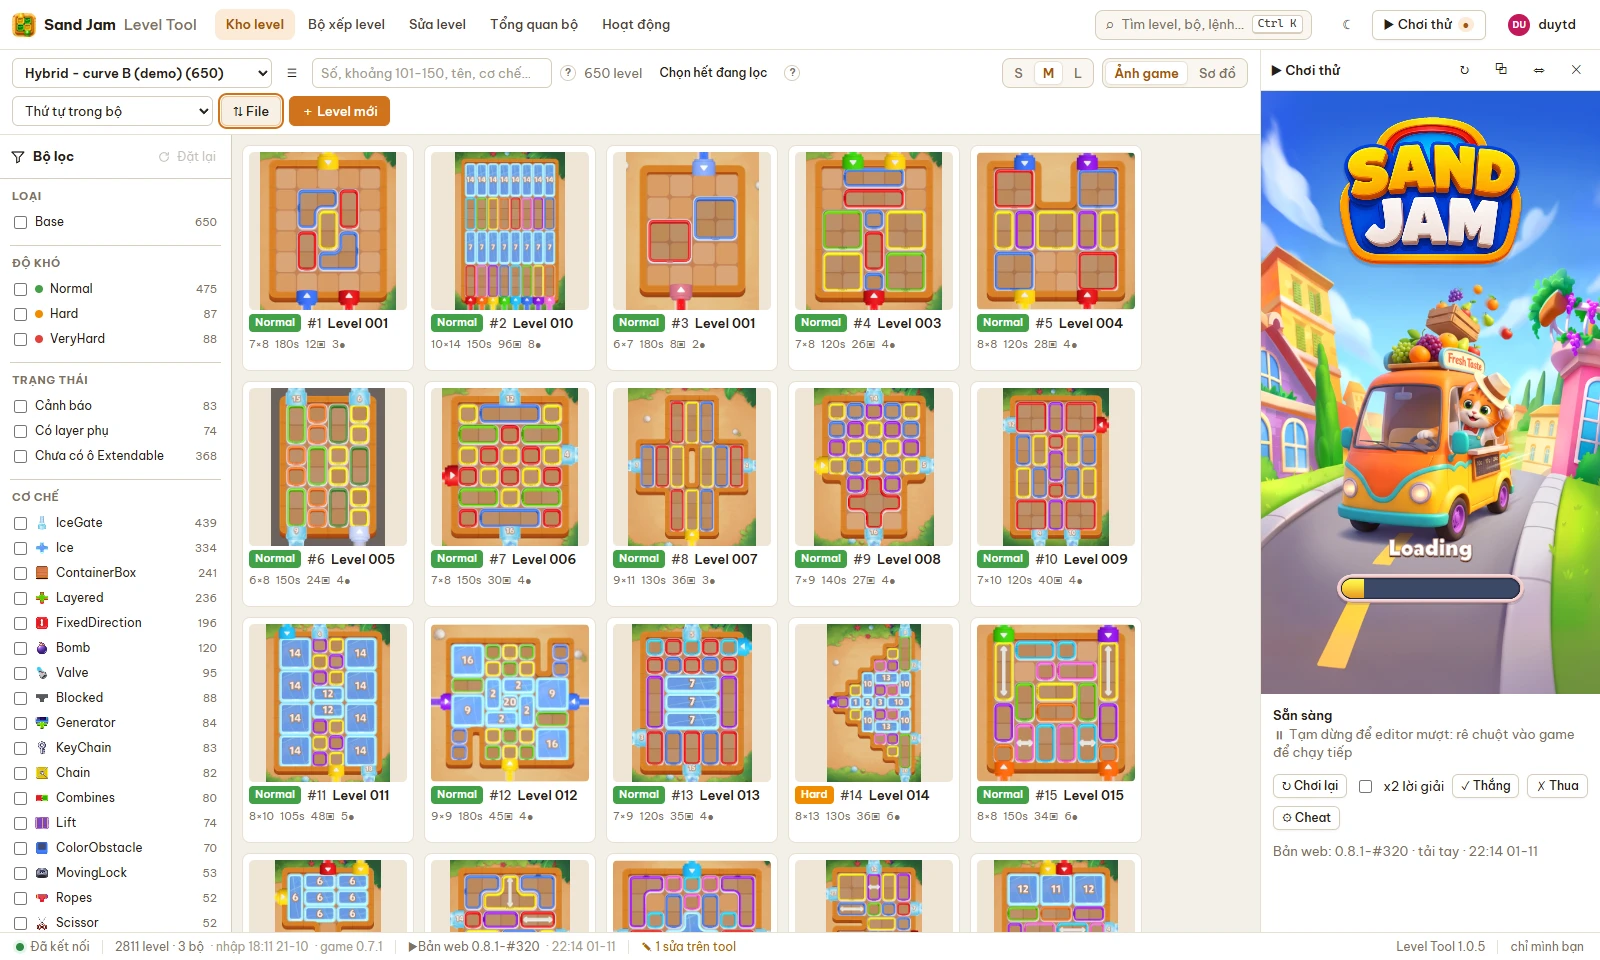 Sand Jam Level Tool Kho level Bộ xếp level Sửa level Tổng quan bộ Hoạt động Tìm level, bộ, lệnh... Ctrl K ▶ Chơi thử DU duytd
Hybrid - curve B (demo) (650) Số, khoảng 101-150, tên, cơ chế... ? 650 level Chọn hết đang lọc ? S M L Ảnh game Sơ đồ
Thứ tự trong bộ ⇅ File + Level mới
▶ Chơi thử
Bộ lọc Đặt lại
LOẠI
Base 650
ĐỘ KHÓ
Normal 475
Hard 87
VeryHard 88
TRẠNG THÁI
Cảnh báo 83
Có layer phụ 74
Chưa có ô Extendable 368
CƠ CHẾ
IceGate 439
Ice 334
ContainerBox 241
Layered 236
FixedDirection 196
Bomb 120
Valve 95
Blocked 88
Generator 84
KeyChain 83
Chain 82
Combines 80
Lift 74
ColorObstacle 70
MovingLock 53
Ropes 52
Scissor 52
Normal #1 Level 001
7×8 180s 12▣ 3●
Normal #2 Level 010
10×14 150s 96▣ 8●
Normal #3 Level 001
6×7 180s 8▣ 2●
Normal #4 Level 003
7×8 120s 26▣ 4●
Normal #5 Level 004
8×8 120s 28▣ 4●
Normal #6 Level 005
6×8 150s 24▣ 4●
Normal #7 Level 006
7×8 150s 30▣ 4●
Normal #8 Level 007
9×11 130s 36▣ 3●
Normal #9 Level 008
7×9 140s 27▣ 4●
Normal #10 Level 009
7×10 120s 40▣ 4●
Normal #11 Level 011
8×10 105s 48▣ 5●
Normal #12 Level 012
9×9 180s 45▣ 4●
Normal #13 Level 013
7×9 120s 35▣ 4●
Hard #14 Level 014
8×13 130s 36▣ 6●
Normal #15 Level 015
8×8 150s 34▣ 6●
SAND
JAM
Fresh Taste
Loading
Sẵn sàng
⏸ Tạm dừng để editor mượt: rê chuột vào game
để chạy tiếp
↻ Chơi lại x2 lời giải ✓ Thắng ✗ Thua
⚙ Cheat
Bản web: 0.8.1-#320 · tải tay · 22:14 01-11
Đã kết nối 2811 level · 3 bộ · nhập 18:11 21-10 · game 0.7.1 ▶Bản web 0.8.1-#320 · 22:14 01-11 ✎ 1 sửa trên tool Level Tool 1.0.5 chỉ mình bạn